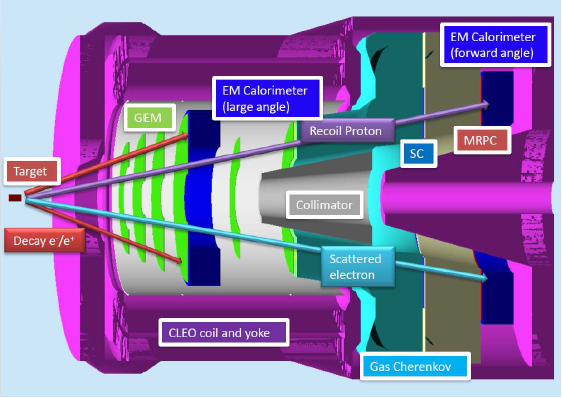 EM Calorimeter
(forward angle)
EM Calorimeter
(large angle)
GEM
Recoil Proton
MRPC
SC
Target
Collimator
Decay e⁻/e⁺
Scattered
electron
CLEO coil and yoke
Gas Cherenkov